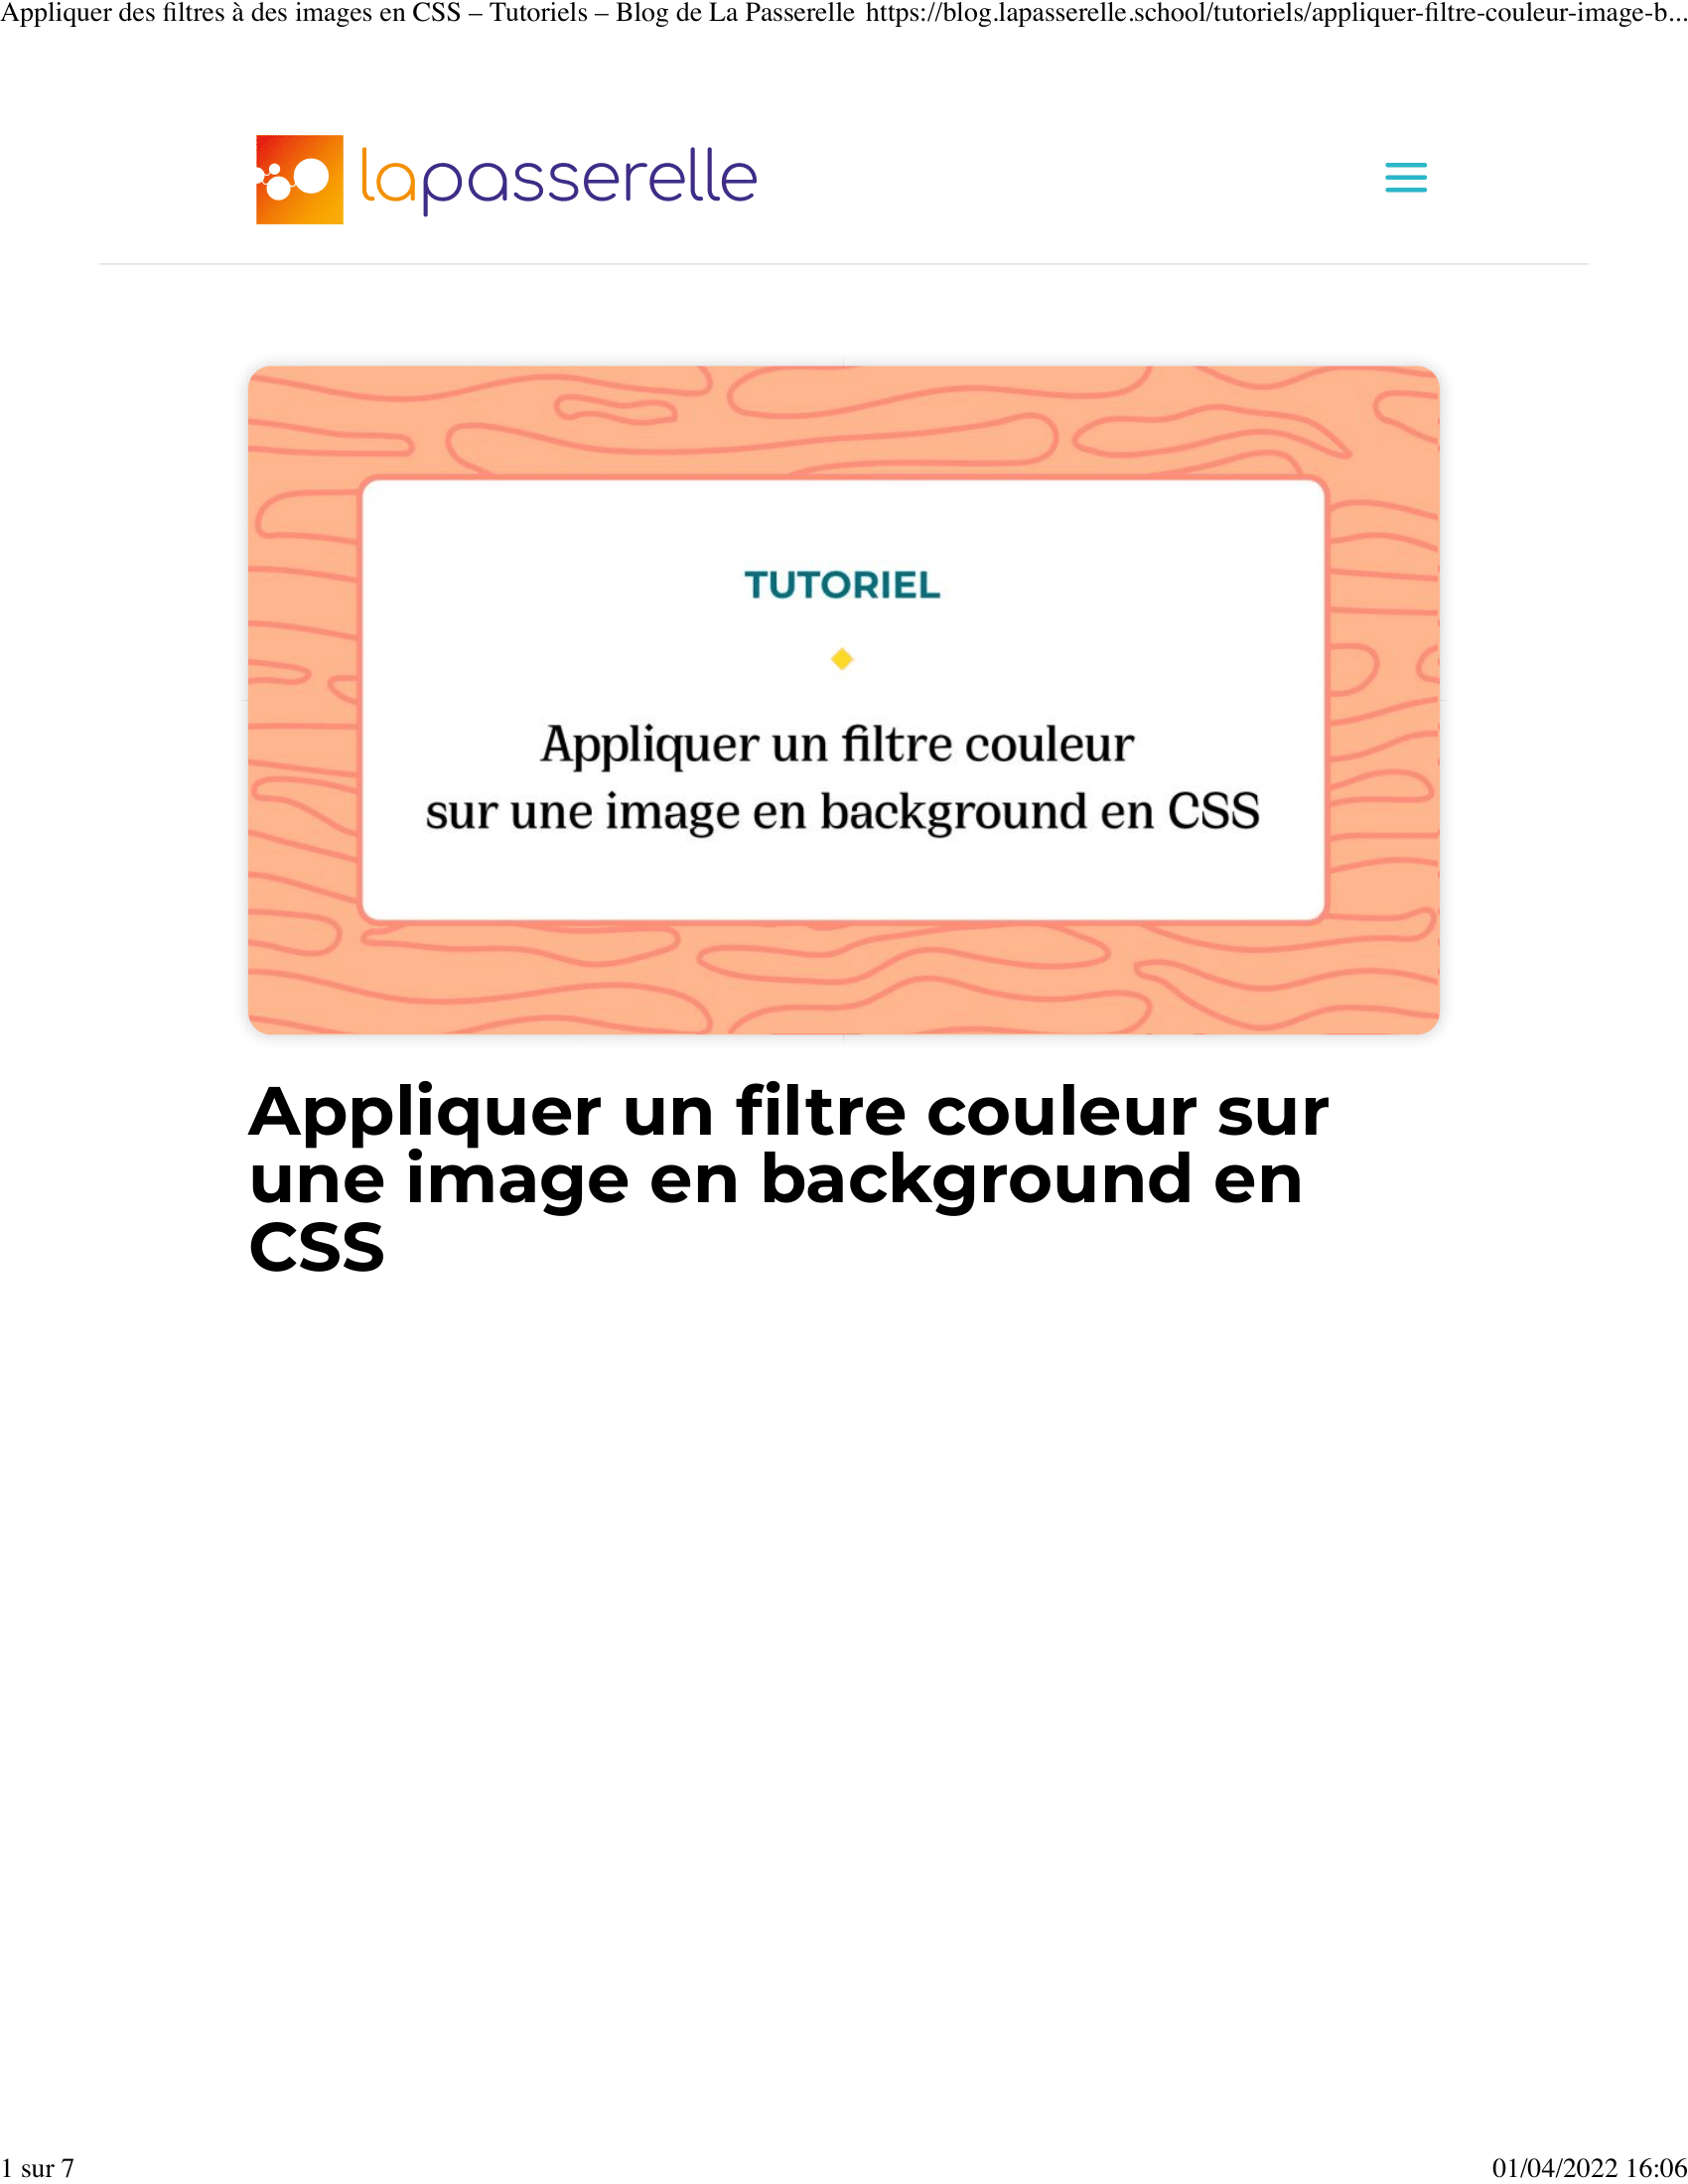 Appliquer des filtres à des images en CSS – Tutoriels – Blog de La Passerelle https://blog.lapasserelle.school/tutoriels/appliquer-filtre-couleur-image-b...
lapasserelle
TUTORIEL
Appliquer un filtre couleur
sur une image en background en CSS
Appliquer un filtre couleur sur
une image en background en
CSS
1 sur 7 01/04/2022 16:06